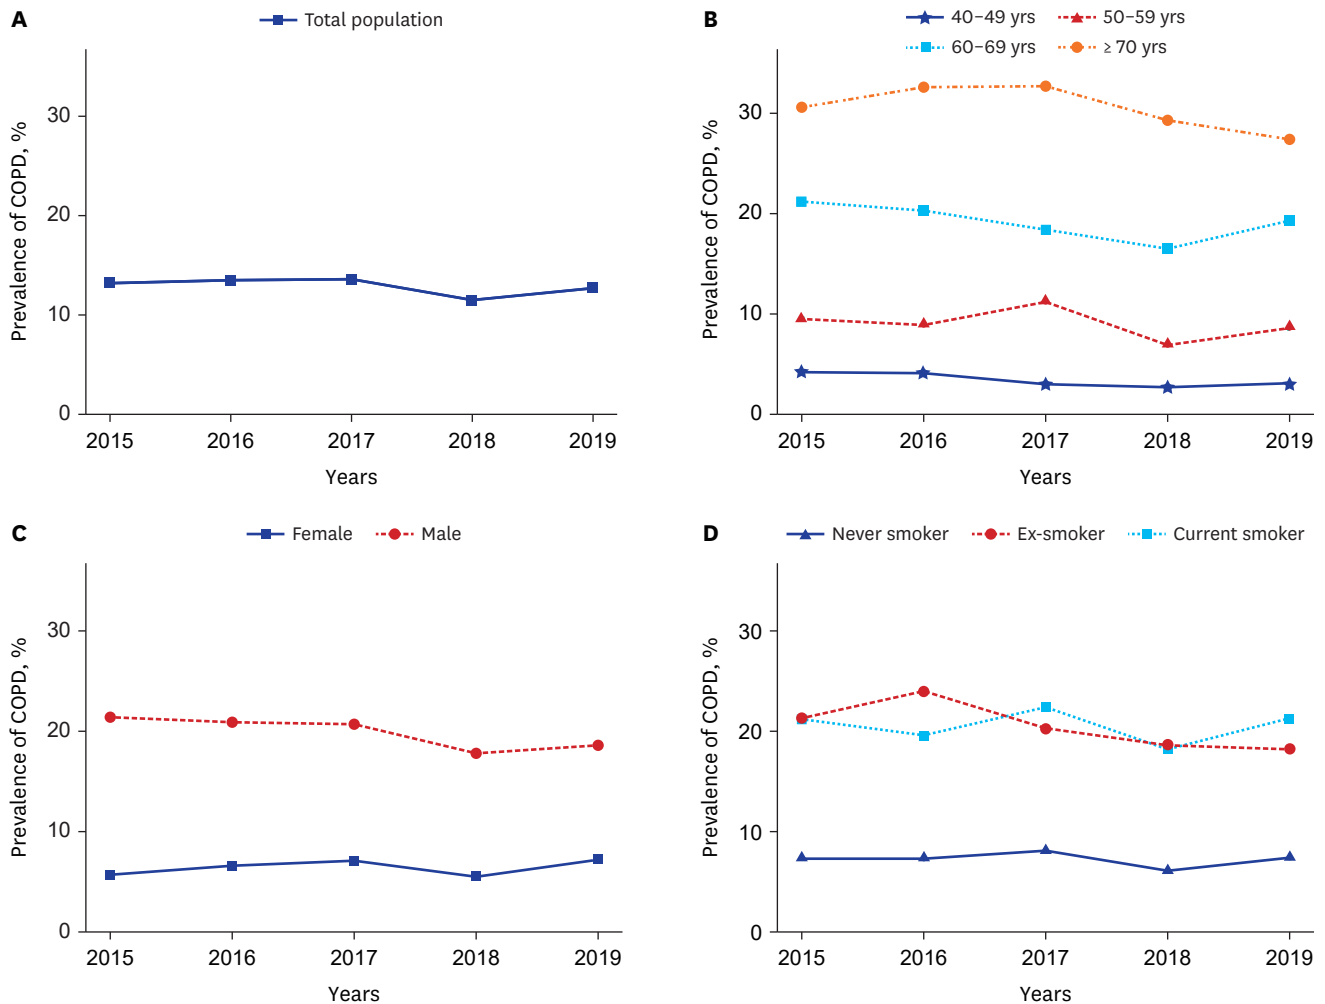 A
Total population
Prevalence of COPD, %
30
20
10
0
2015 2016 2017 2018 2019
Years
B
40–49 yrs 50–59 yrs
60–69 yrs ≥ 70 yrs
Prevalence of COPD, %
30
20
10
0
2015 2016 2017 2018 2019
Years
C
Female Male
Prevalence of COPD, %
30
20
10
0
2015 2016 2017 2018 2019
Years
D
Never smoker Ex-smoker Current smoker
Prevalence of COPD, %
30
20
10
0
2015 2016 2017 2018 2019
Years